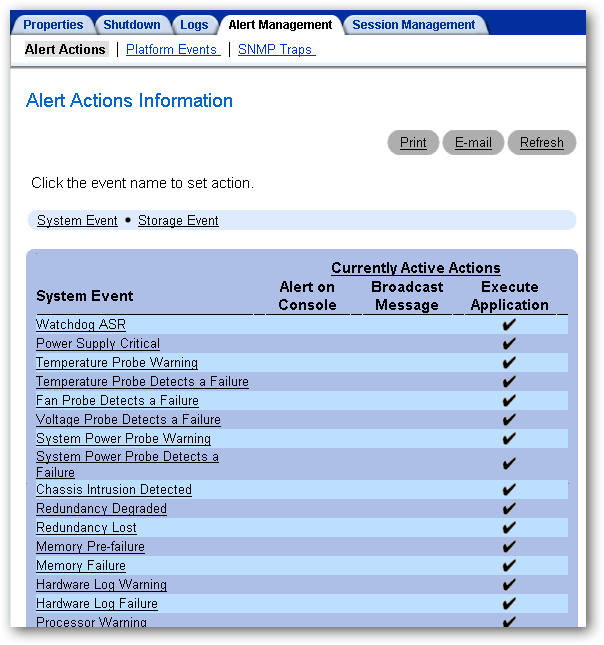 Properties Shutdown Logs Alert Management Session Management
Alert Actions | Platform Events | SNMP Traps
Alert Actions Information
Print E-mail Refresh
Click the event name to set action.
System Event • Storage Event
Currently Active Actions
System Event Alert on Console Broadcast Message Execute Application
Watchdog ASR ✔
Power Supply Critical ✔
Temperature Probe Warning ✔
Temperature Probe Detects a Failure ✔
Fan Probe Detects a Failure ✔
Voltage Probe Detects a Failure ✔
System Power Probe Warning ✔
System Power Probe Detects a
Failure ✔
Chassis Intrusion Detected ✔
Redundancy Degraded ✔
Redundancy Lost ✔
Memory Pre-failure ✔
Memory Failure ✔
Hardware Log Warning ✔
Hardware Log Failure ✔
Processor Warning ✔